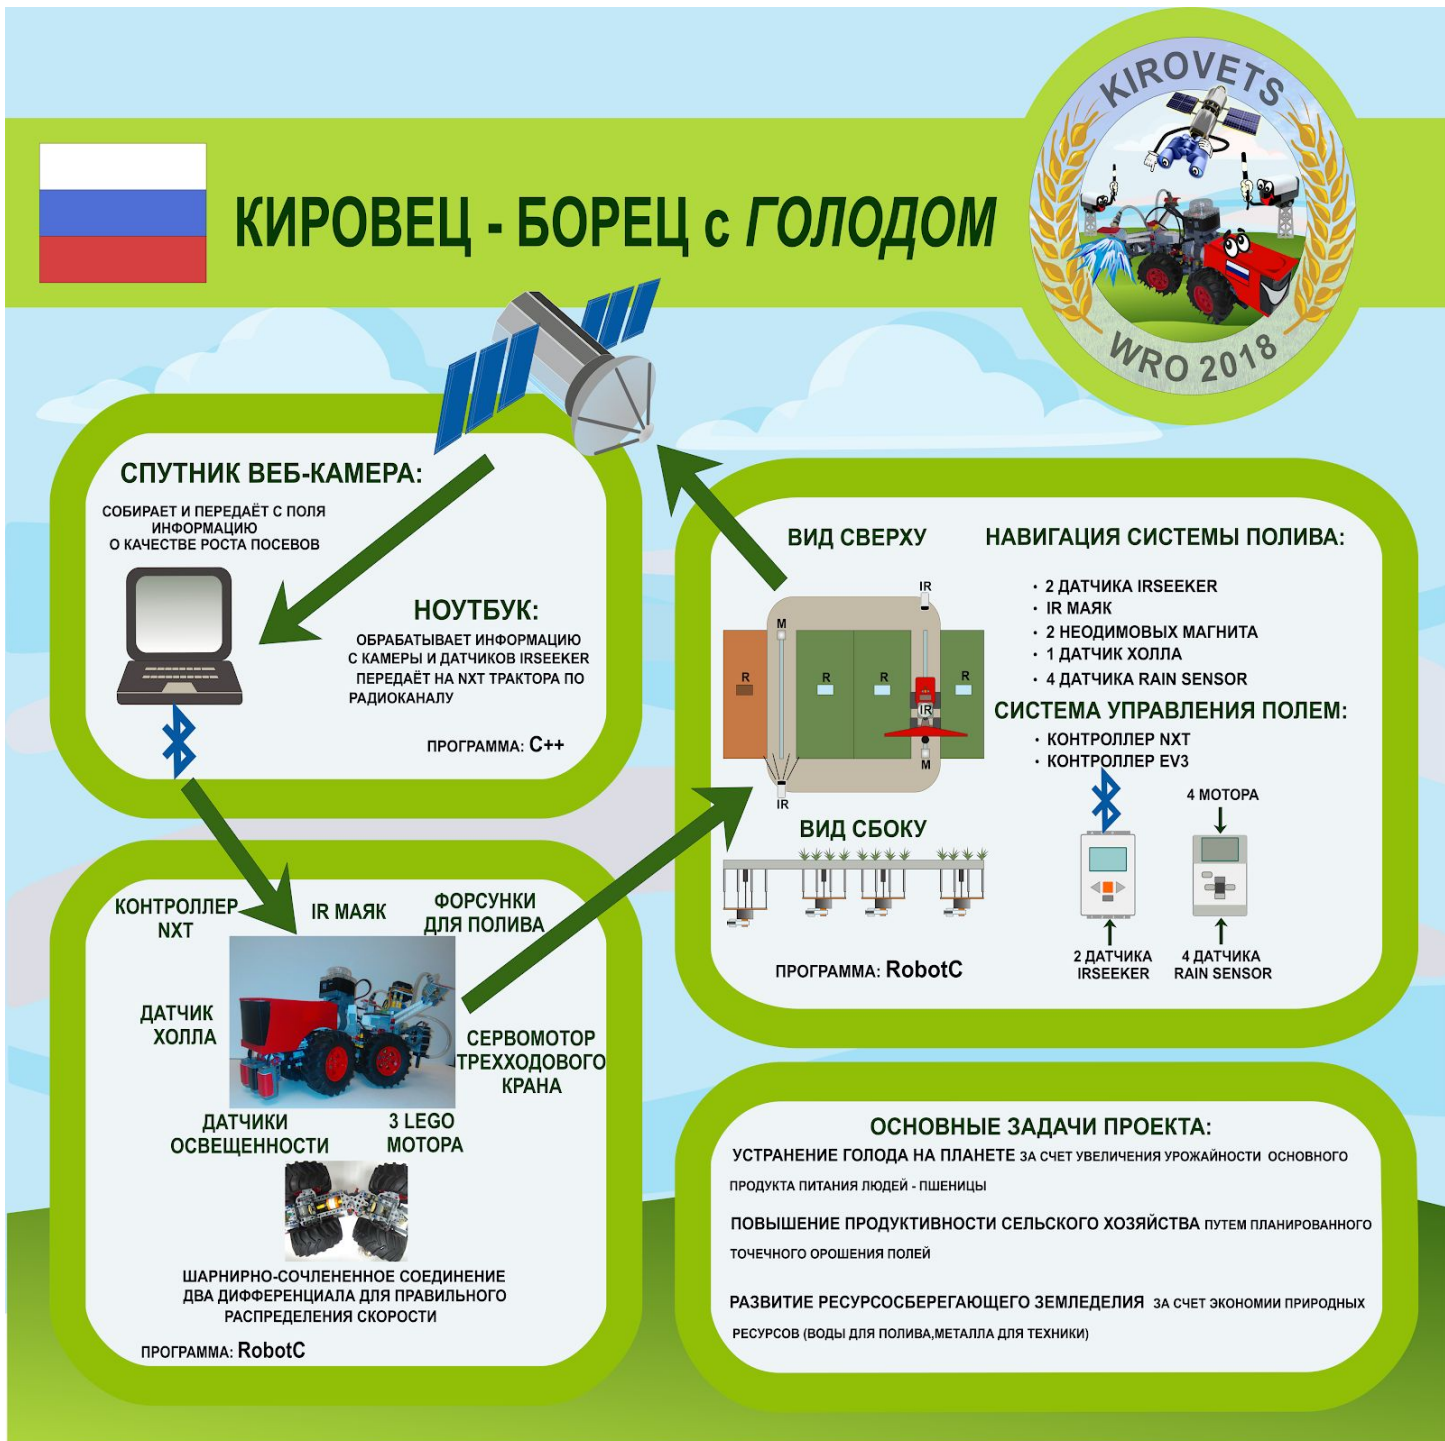 KIROVETS
WRO 2018
КИРОВЕЦ - БОРЕЦ с ГОЛОДОМ
СПУТНИК ВЕБ-КАМЕРА:
СОБИРАЕТ И ПЕРЕДАЁТ С ПОЛЯ
ИНФОРМАЦИЮ
О КАЧЕСТВЕ РОСТА ПОСЕВОВ
НОУТБУК:
ОБРАБАТЫВАЕТ ИНФОРМАЦИЮ
С КАМЕРЫ И ДАТЧИКОВ IRSEEKER
ПЕРЕДАЁТ НА NXT ТРАКТОРА ПО
РАДИОКАНАЛУ
ПРОГРАММА: C++
КОНТРОЛЛЕР
NXT
IR МАЯК
ФОРСУНКИ
ДЛЯ ПОЛИВА
ДАТЧИК
ХОЛЛА
СЕРВОМОТОР
ТРЕХХОДОВОГО
КРАНА
ДАТЧИКИ
ОСВЕЩЕННОСТИ
3 LEGO
МОТОРА
ШАРНИРНО-СОЧЛЕНЕННОЕ СОЕДИНЕНИЕ
ДВА ДИФФЕРЕНЦИАЛА ДЛЯ ПРАВИЛЬНОГО
РАСПРЕДЕЛЕНИЯ СКОРОСТИ
ПРОГРАММА: RobotC
ВИД СВЕРХУ
IR
M
R
R
R
R
IR
M
IR
ВИД СБОКУ
ПРОГРАММА: RobotC
НАВИГАЦИЯ СИСТЕМЫ ПОЛИВА:
· 2 ДАТЧИКА IRSEEKER
· IR МАЯК
· 2 НЕОДИМОВЫХ МАГНИТА
· 1 ДАТЧИК ХОЛЛА
· 4 ДАТЧИКА RAIN SENSOR
СИСТЕМА УПРАВЛЕНИЯ ПОЛЕМ:
· КОНТРОЛЛЕР NXT
· КОНТРОЛЛЕР EV3
4 МОТОРА
2 ДАТЧИКА
IRSEEKER
4 ДАТЧИКА
RAIN SENSOR
ОСНОВНЫЕ ЗАДАЧИ ПРОЕКТА:
УСТРАНЕНИЕ ГОЛОДА НА ПЛАНЕТЕ ЗА СЧЕТ УВЕЛИЧЕНИЯ УРОЖАЙНОСТИ ОСНОВНОГО
ПРОДУКТА ПИТАНИЯ ЛЮДЕЙ - ПШЕНИЦЫ
ПОВЫШЕНИЕ ПРОДУКТИВНОСТИ СЕЛЬСКОГО ХОЗЯЙСТВА ПУТЕМ ПЛАНИРОВАННОГО
ТОЧЕЧНОГО ОРОШЕНИЯ ПОЛЕЙ
РАЗВИТИЕ РЕСУРСОСБЕРЕГАЮЩЕГО ЗЕМЛЕДЕЛИЯ ЗА СЧЕТ ЭКОНОМИИ ПРИРОДНЫХ
РЕСУРСОВ (ВОДЫ ДЛЯ ПОЛИВА,МЕТАЛЛА ДЛЯ ТЕХНИКИ)